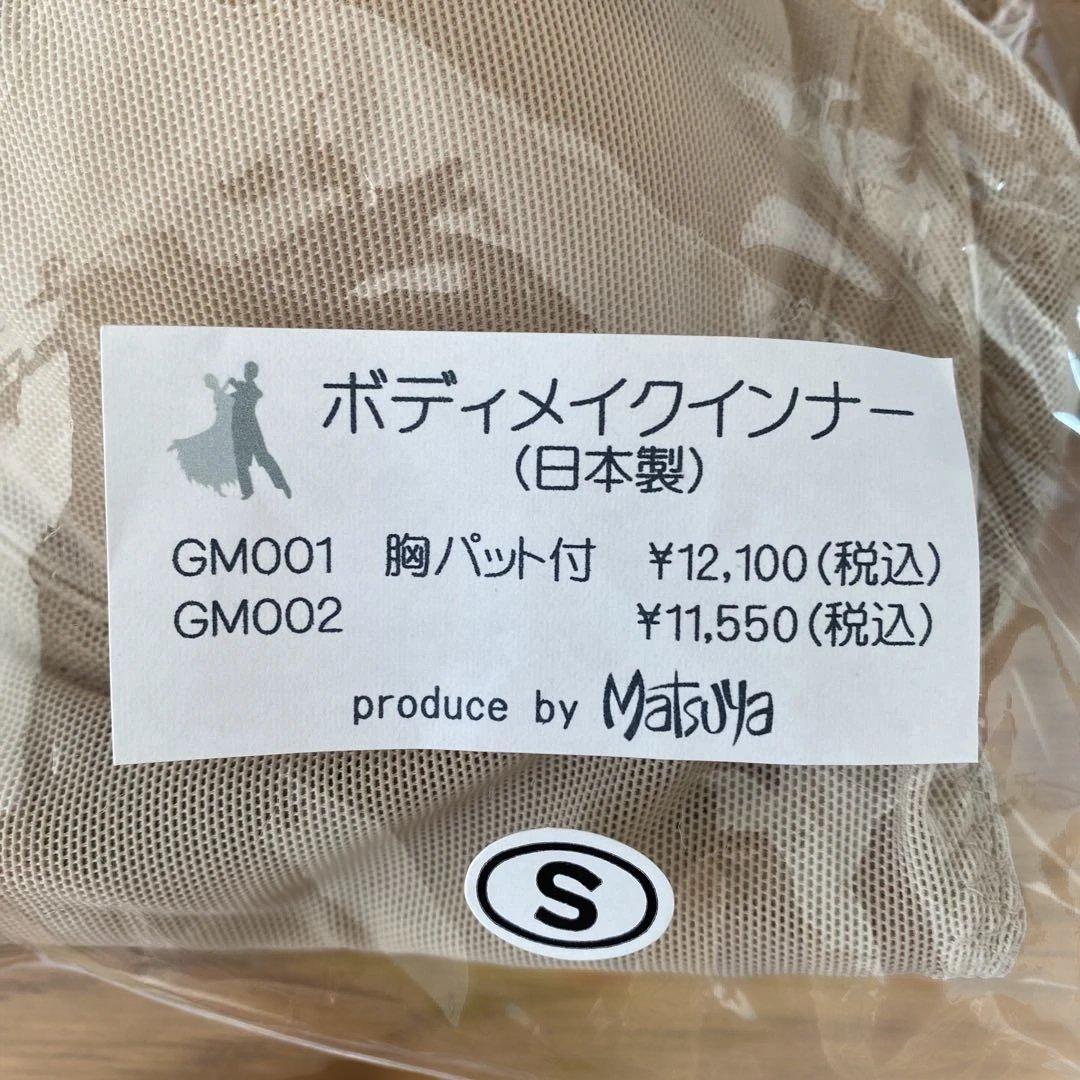 ボディメイクインナー
(日本製)
GM001 胸パット付 ¥12,100(税込)
GM002 ¥11,550(税込)
produce by Matsuya
S